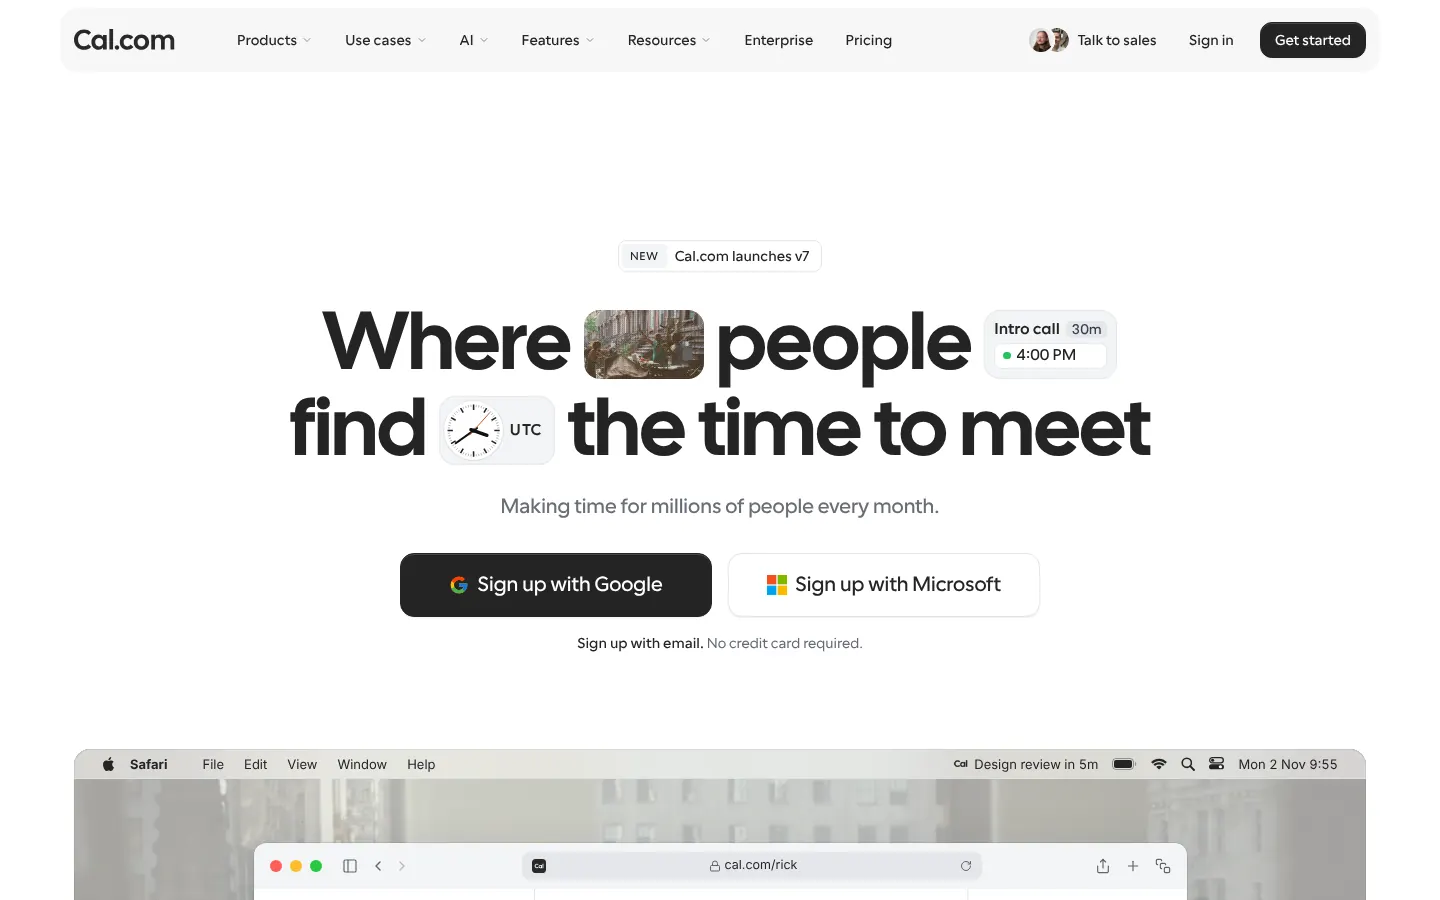 Cal.com Products Use cases AI Features Resources Enterprise Pricing Talk to sales Sign in Get started
NEW Cal.com launches v7
Where people Intro call 30m
4:00 PM
find UTC the time to meet
Making time for millions of people every month.
Sign up with Google Sign up with Microsoft
Sign up with email. No credit card required.
Safari File Edit View Window Help Cal Design review in 5m Mon 2 Nov 9:55
Cal cal.com/rick